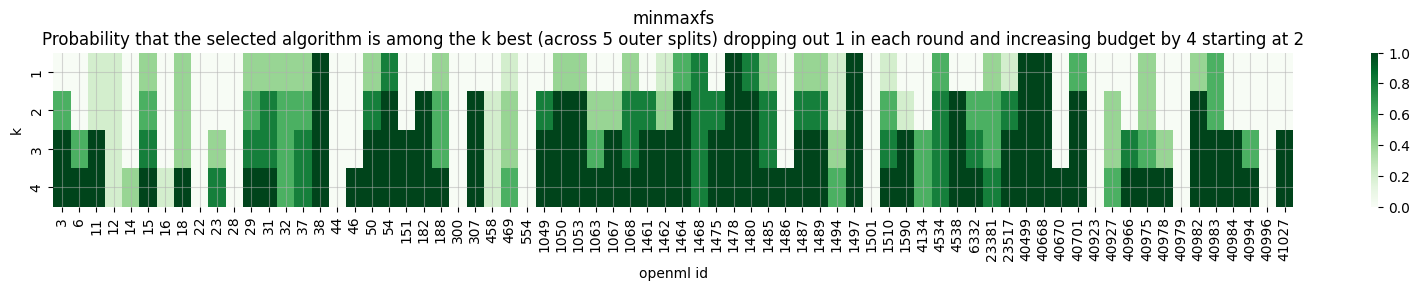 minmaxfs
Probability that the selected algorithm is among the k best (across 5 outer splits) dropping out 1 in each round and increasing budget by 4 starting at 2
k
1
2
3
4
3 6 11 12 14 15 16 18 22 23 28 29 31 32 37 38 44 46 50 54 151 182 188 300 307 458 469 554 1049 1050 1053 1063 1067 1068 1461 1462 1464 1468 1475 1478 1480 1485 1486 1487 1489 1494 1497 1501 1510 1590 4134 4534 4538 6332 23381 23517 40499 40668 40670 40701 40923 40927 40966 40975 40978 40979 40982 40983 40984 40994 40996 41027
openml id
1.0
0.8
0.6
0.4
0.2
0.0